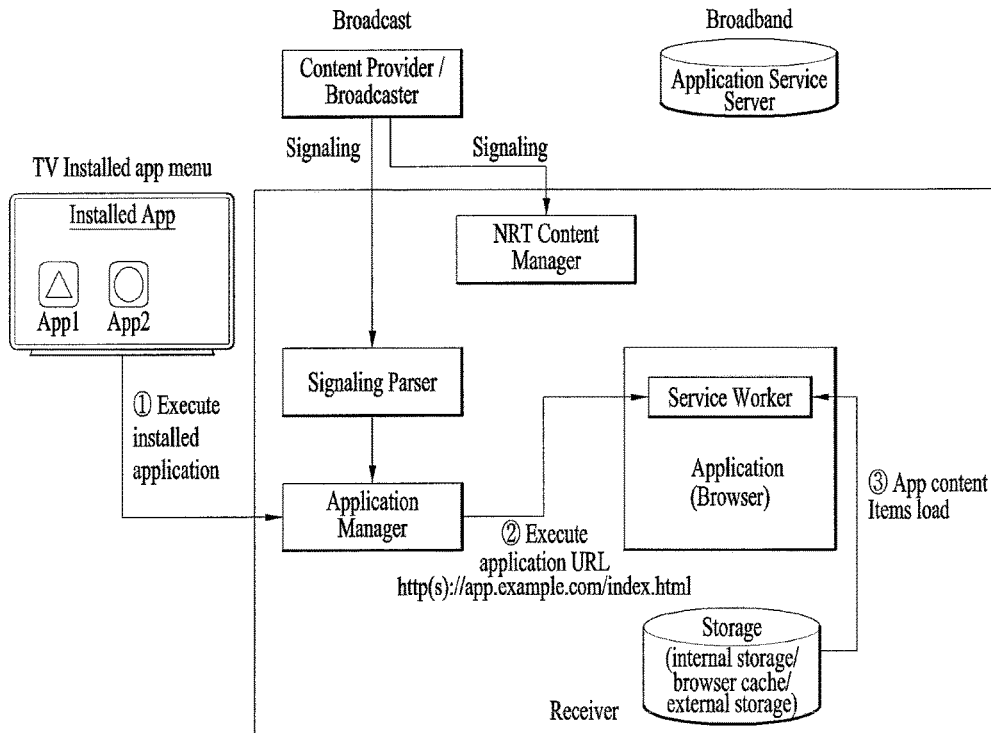 Broadcast
Broadband
Content Provider /
Broadcaster
Application Service
Server
Signaling
Signaling
TV Installed app menu
Installed App
App1
App2
NRT Content
Manager
Signaling Parser
Service Worker
① Execute
installed
application
Application
(Browser)
③ App content
Items load
Application
Manager
② Execute
application URL
http(s)://app.example.com/index.html
Storage
(internal storage/
browser cache/
external storage)
Receiver